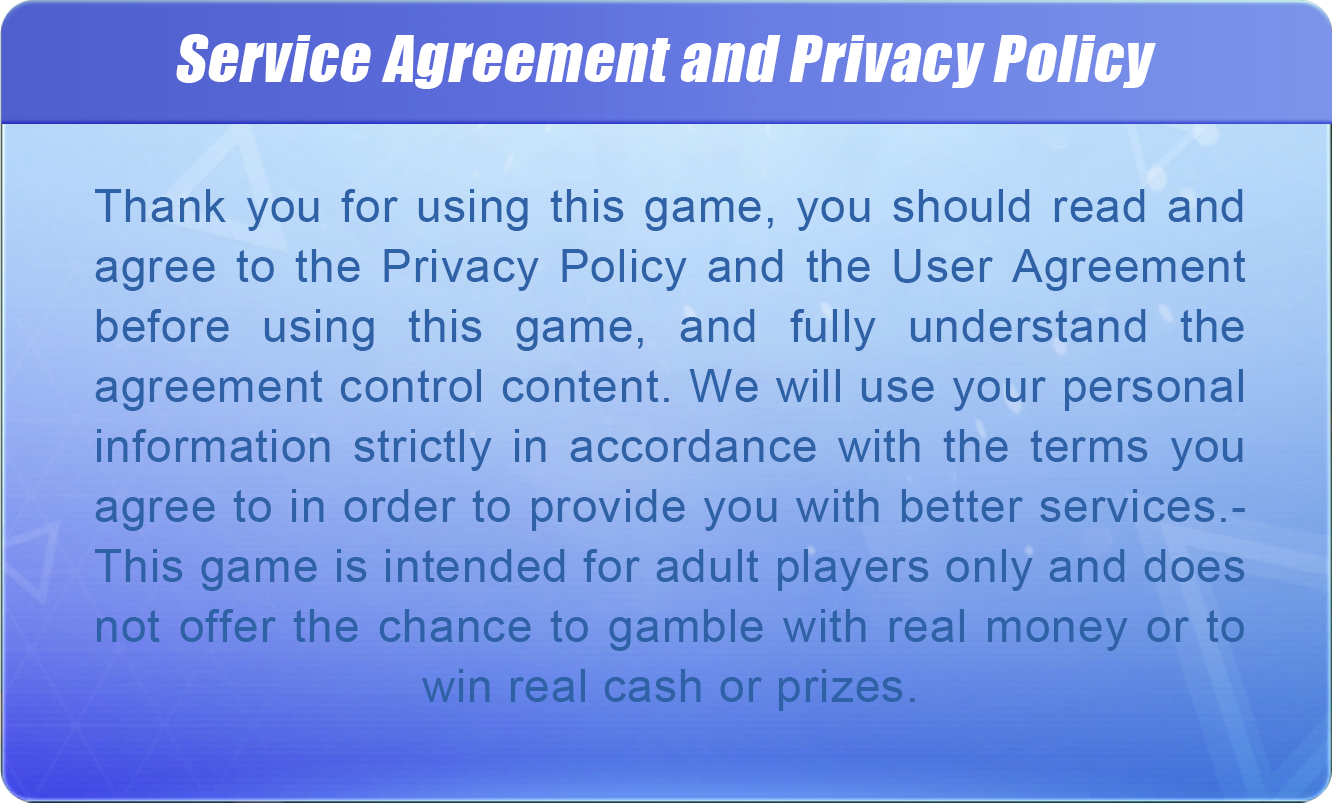 Service Agreement and Privacy Policy
Thank you for using this game, you should read and
agree to the Privacy Policy and the User Agreement
before using this game, and fully understand the
agreement control content. We will use your personal
information strictly in accordance with the terms you
agree to in order to provide you with better services.-
This game is intended for adult players only and does
not offer the chance to gamble with real money or to
win real cash or prizes.